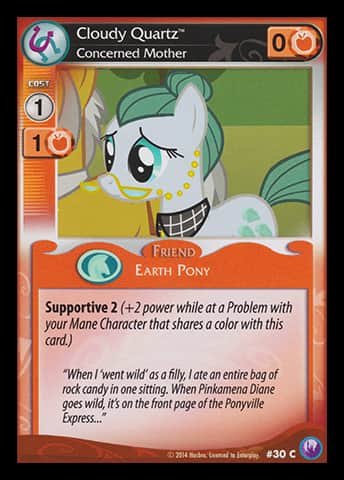 Cloudy Quartz™
Concerned Mother
0
COST
1
1
FRIEND
EARTH PONY
Supportive 2 (+2 power while at a Problem with
your Mane Character that shares a color with this
card.)
"When I 'went wild' as a filly, I ate an entire bag of
rock candy in one sitting. When Pinkamena Diane
goes wild, it's on the front page of the Ponyville
Express..."
© 2014 Hasbro. Licensed to Enterplay.
#30 C